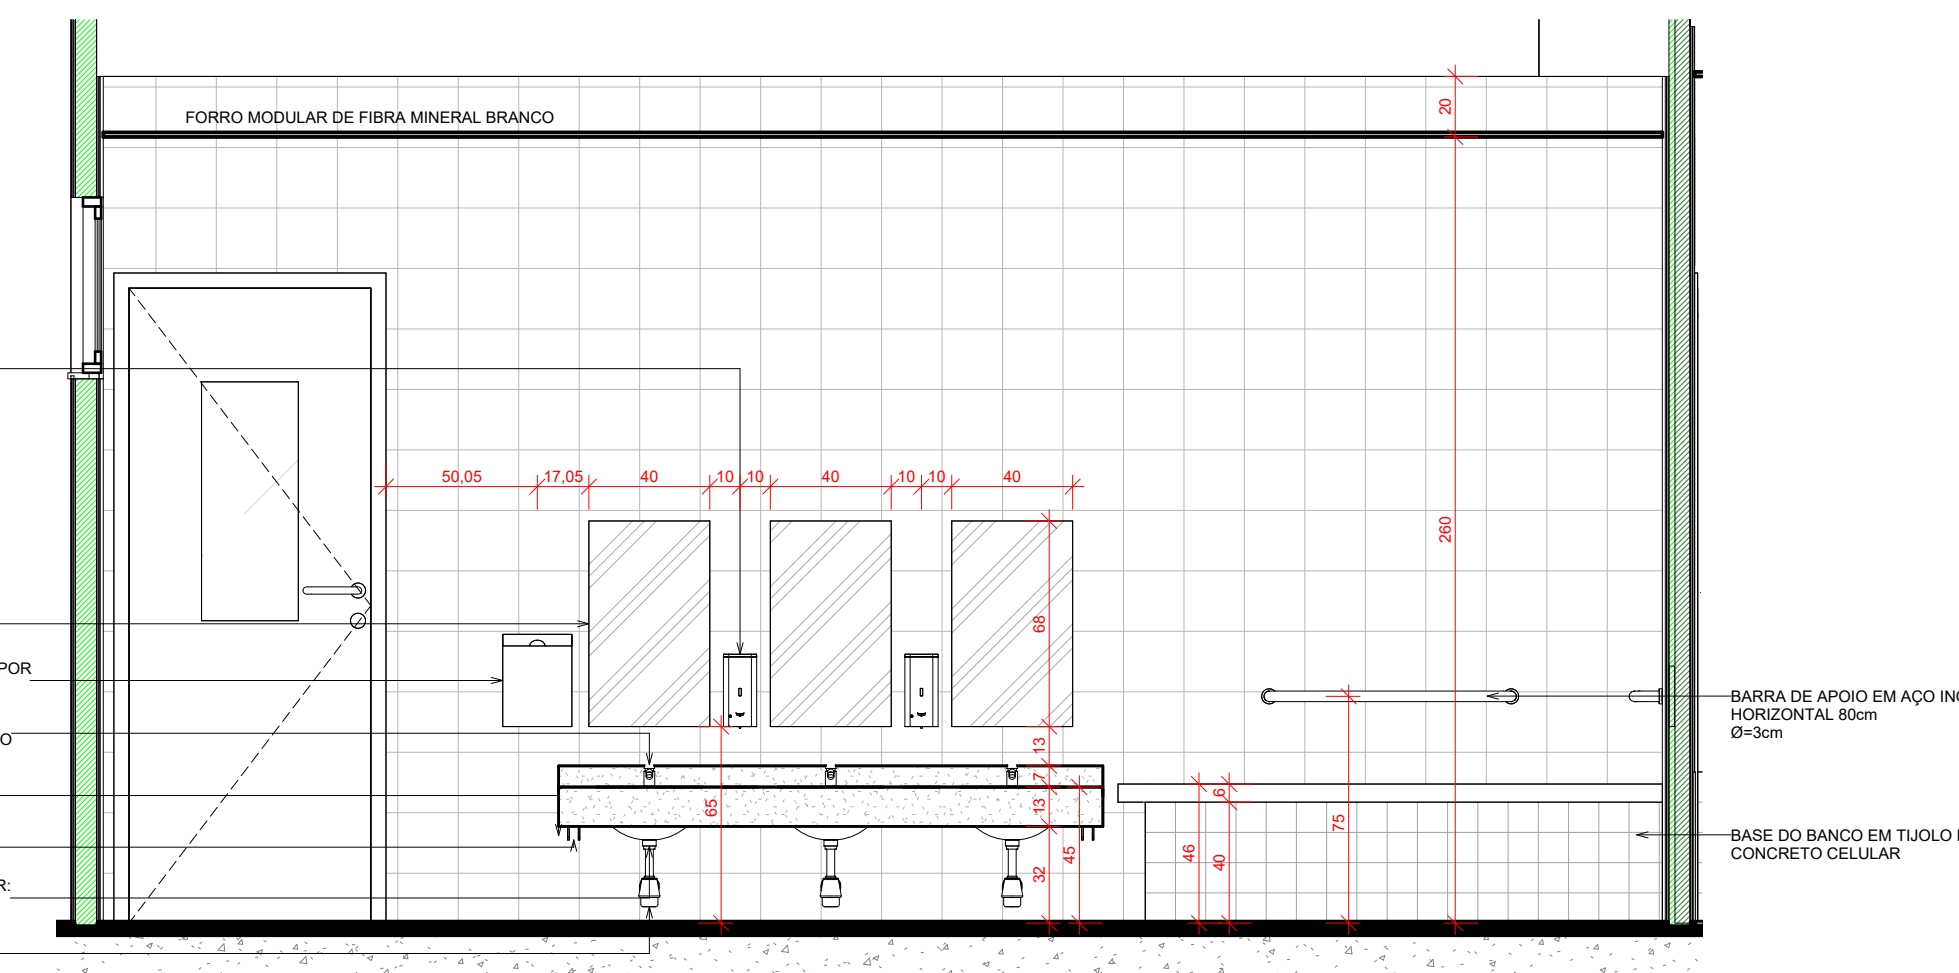 20
FORRO MODULAR DE FIBRA MINERAL BRANCO
50,05
17,05
40
10
10
40
10
10
40
260
68
POR
BARRA DE APOIO EM AÇO
HORIZONTAL 80cm
Ø=3cm
O
13
7
13
65
6
75
46
40
45
32
BASE DO BANCO EM TIJOLO
CONCRETO CELULAR
R: